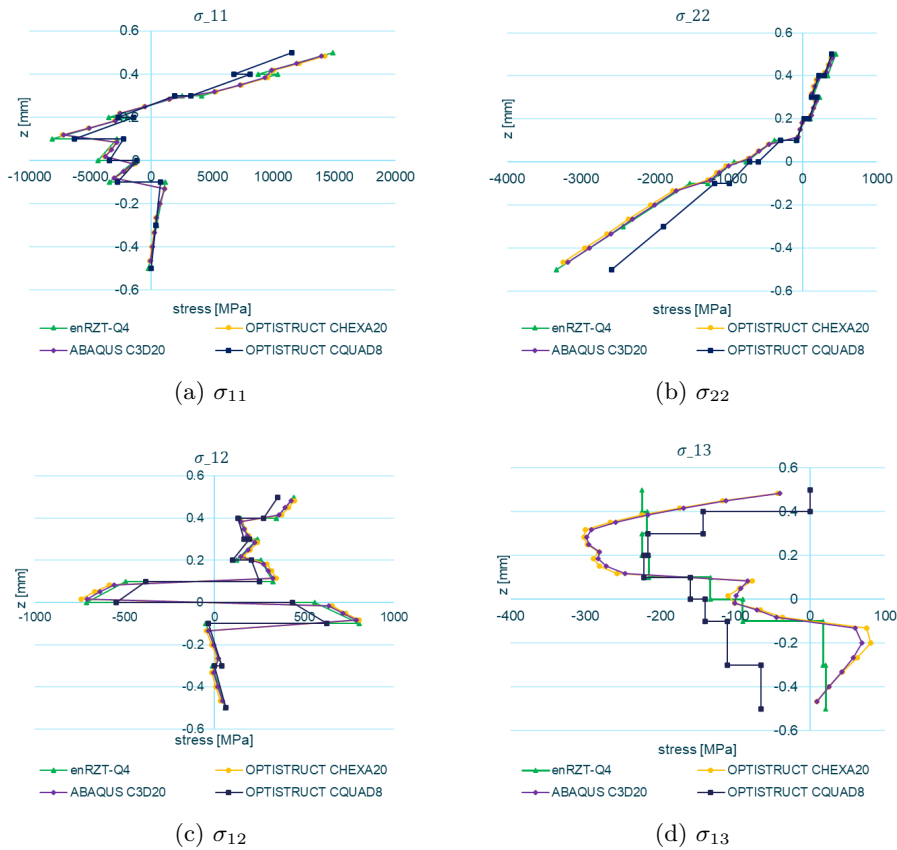 σ_11
σ_22
0.6
0.4
0.2
0
-0.2
-0.4
-0.6
z [mm]
-10000 -5000 0 5000 10000 15000 20000
stress [MPa]
enRZT-Q4
OPTISTRUCT CHEXA20
ABAQUS C3D20
OPTISTRUCT CQUAD8
0.6
0.4
0.2
0
-0.2
-0.4
-0.6
z [mm]
-4000 -3000 -2000 -1000 0 1000
stress [MPa]
enRZT-Q4
OPTISTRUCT CHEXA20
ABAQUS C3D20
OPTISTRUCT CQUAD8
(a) σ11
(b) σ22
σ_12
σ_13
0.6
0.4
0.2
0
-0.2
-0.4
-0.6
z [mm]
-1000 -500 0 500 1000
stress [MPa]
enRZT-Q4
OPTISTRUCT CHEXA20
ABAQUS C3D20
OPTISTRUCT CQUAD8
0.6
0.4
0.2
0
-0.2
-0.4
-0.6
z [mm]
-400 -300 -200 -100 0 100
stress [MPa]
enRZT-Q4
OPTISTRUCT CHEXA20
ABAQUS C3D20
OPTISTRUCT CQUAD8
(c) σ12
(d) σ13